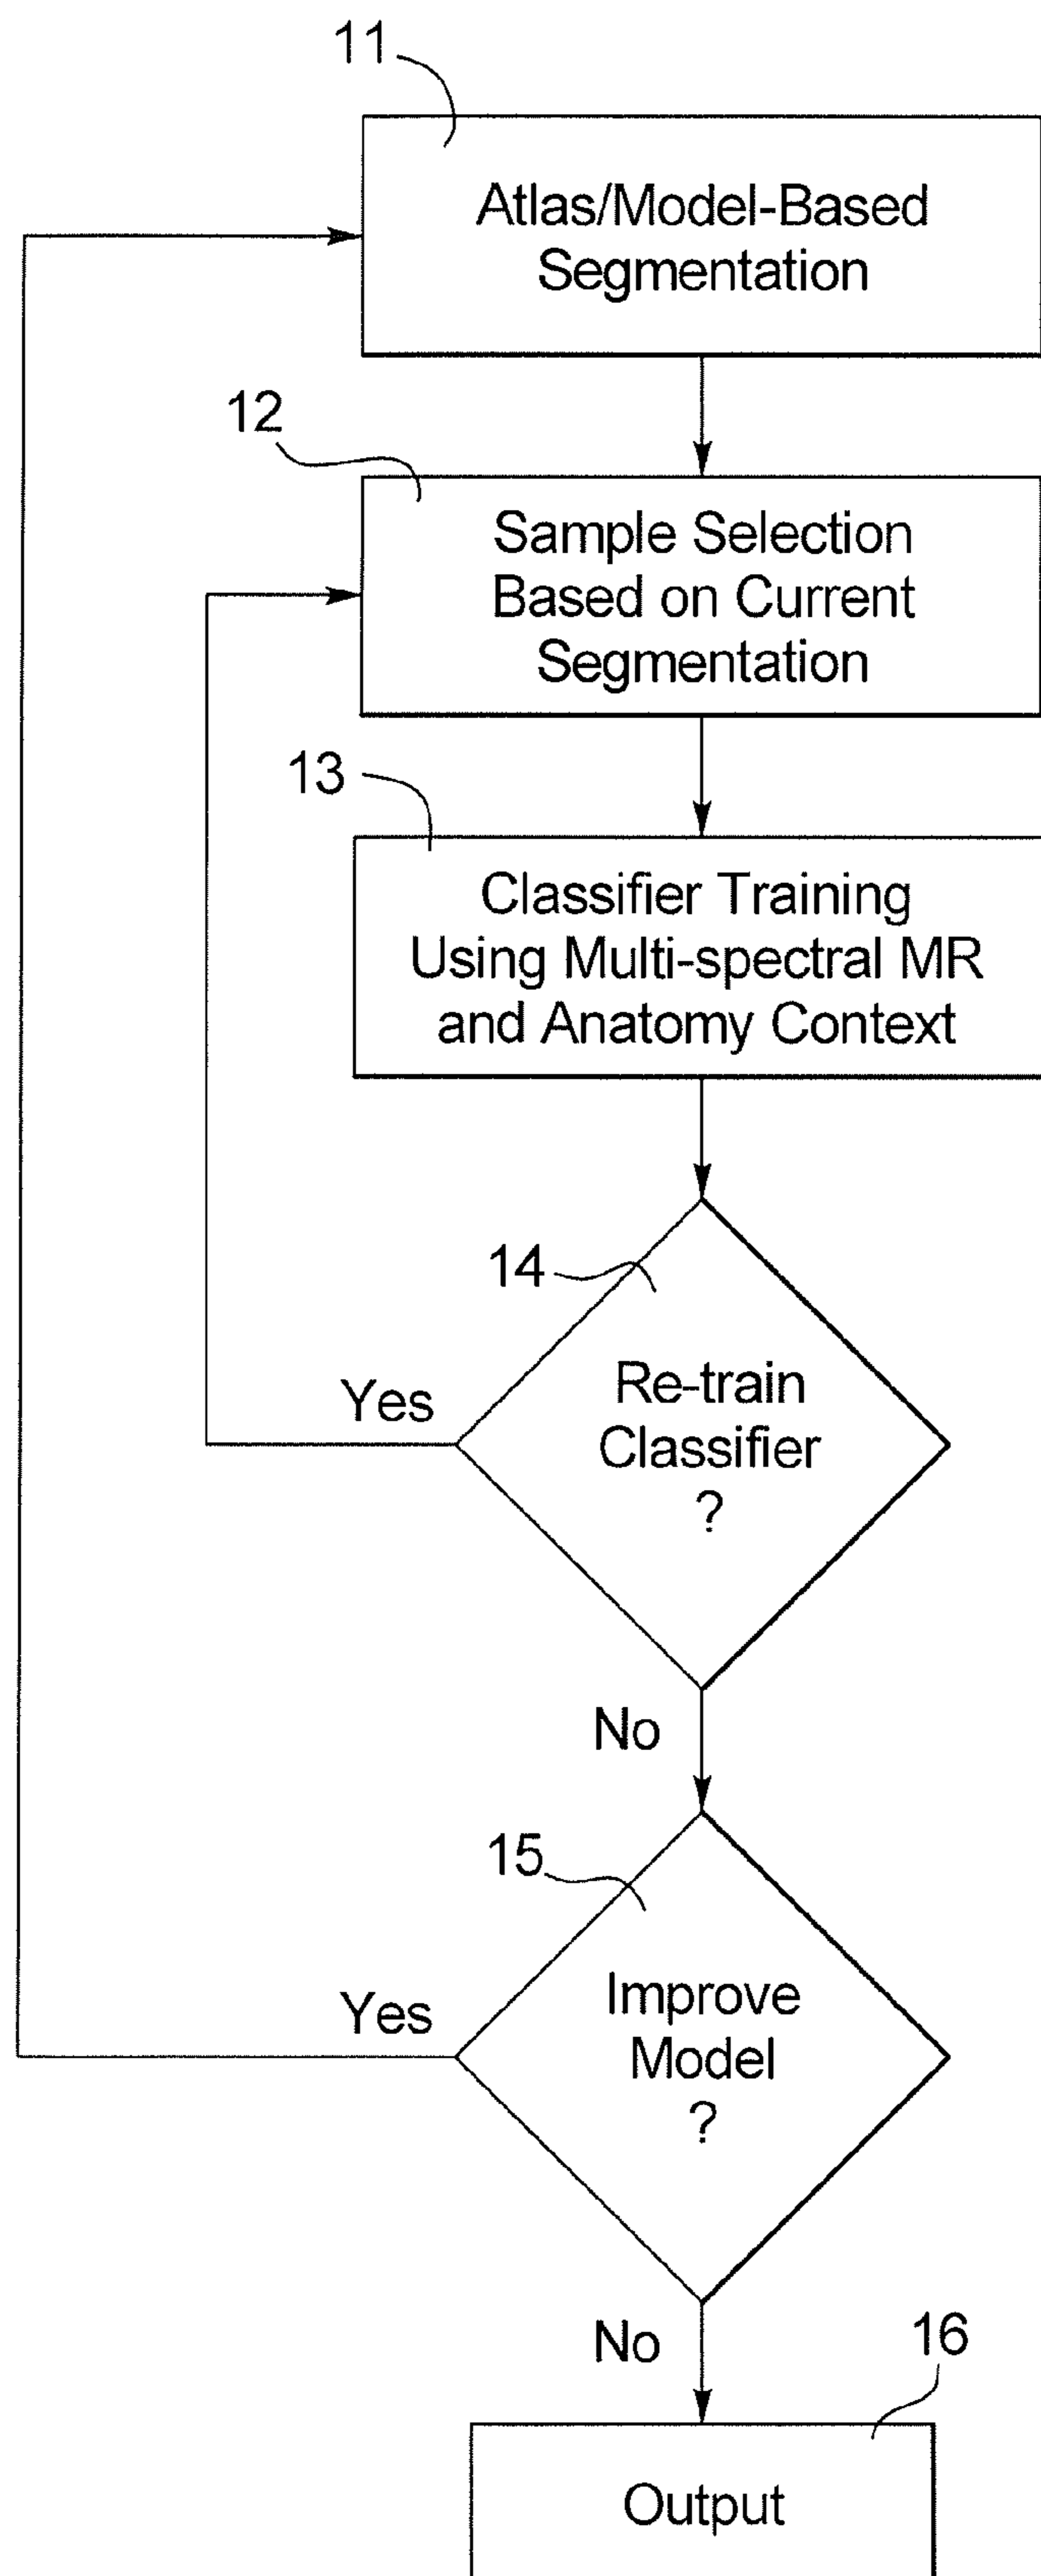 11
Atlas/Model-Based
Segmentation
12
Sample Selection
Based on Current
Segmentation
13
Classifier Training
Using Multi-spectral MR
and Anatomy Context
14
Re-train
Classifier
?
Yes
No
15
Improve
Model
?
Yes
No
16
Output